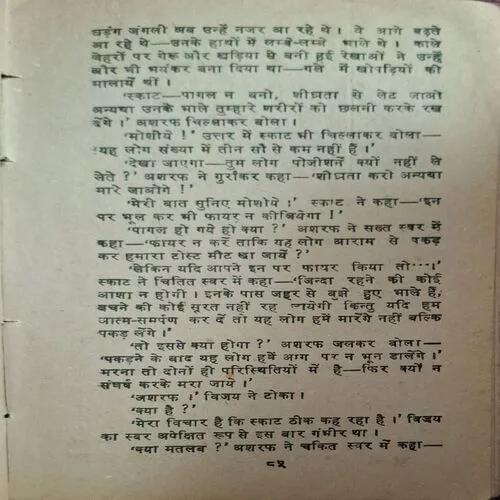 धड़ंग जंगली अब उन्हें नजर आ रहे थे । वे आगे बढ़ते
आ रहे थे—उनके हाथों में लम्बे-लम्बे भाले थे । काले
चेहरों पर गेरू और खड़िया से बनी हुई रेखाओं ने उन्हें
और भी भयंकर बना दिया था—गले में खोपड़ियों की
मालायें थीं ।
'स्काट—पागल न बनो, शीघ्रता से लेट जाओ
अन्यथा उनके भाले तुम्हारे शरीरों को छलनी करके रख
देंगे ।' अशरफ चिल्लाकर बोला ।
'मोशीये !' उत्तर में स्काट भी चिल्लाकर बोला—
'यह लोग संख्या में तीन सौ से कम नहीं हैं ।'
'देखा जाएगा—तुम लोग पोजीशनें क्यों नहीं ले
लेते ?' अशरफ ने गुर्राकर कहा—'शीघ्रता करो अन्यथा
मारे जाओगे !'
'मेरी बात सुनिए मोशीये ।' स्काट ने कहा—'इन
पर भूल कर भी फायर न कीजियेगा !'
'पागल हो गये हो क्या ?' अशरफ ने सख्त स्वर में
कहा—'फायर न करें ताकि यह लोग आराम से पकड़
कर हमारा टोस्ट मीट खा जायें ?'
'लेकिन यदि आपने इन पर फायर किया तो···।'
स्काट ने चिंतित स्वर में कहा—'जिन्दा रहने की कोई
आशा न होगी । इनके पास जहर से बुझे हुए भाले हैं,
बचने की कोई सूरत नहीं रह जायेगी किन्तु यदि हम
आत्म-समर्पण कर दें तो यह लोग हमें मारेंगे नहीं बल्कि
पकड़ लेंगे ।'
'तो इससे क्या होगा ?' अशरफ जलकर बोला—
'पकड़ने के बाद यह लोग हमें आग पर न भून डालेंगे ।'
मरना तो दोनों ही परिस्थितियों में है—फिर क्यों न
संघर्ष करके मरा जाये ।'
'अशरफ ।' विजय ने टोका ।
'क्या है ?'
'मेरा विचार है कि स्काट ठीक कह रहा है ।' विजय
का स्वर अपेक्षित रूप से इस बार गंभीर था ।
'क्या मतलब ?' अशरफ ने चकित स्वर में कहा—
८५